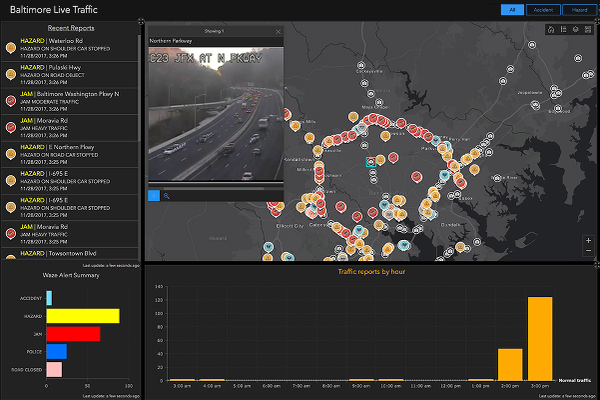 Baltimore Live Traffic
All
Accident
Hazard
Recent Reports
HAZARD | Waterloo Rd
HAZARD ON SHOULDER CAR STOPPED
11/28/2017, 3:26 PM
HAZARD | Pulaski Hwy
HAZARD ON ROAD OBJECT
11/28/2017, 3:26 PM
JAM | Baltimore Washington Pkwy N
JAM MODERATE TRAFFIC
11/28/2017, 3:26 PM
JAM | Moravia Rd
JAM HEAVY TRAFFIC
11/28/2017, 3:26 PM
HAZARD | E Northern Pkwy
HAZARD ON ROAD CAR STOPPED
11/28/2017, 3:26 PM
HAZARD | I-695 E
HAZARD ON SHOULDER CAR STOPPED
11/28/2017, 3:25 PM
HAZARD | I-695 E
HAZARD ON SHOULDER CAR STOPPED
11/28/2017, 3:25 PM
JAM | Moravia Rd
JAM HEAVY TRAFFIC
11/28/2017, 3:25 PM
HAZARD | Towsontown Blvd
Last update: a few seconds ago
Showing 1
Northern Parkway
C23 JFX AT N PKWAY
Cockeysville
Joppatowne
Edgewood
Essex
Dundalk
Ellicott City
Waze Alert Summary
ACCIDENT
HAZARD
JAM
POLICE
ROAD CLOSED
0
50
100
Last update: a few seconds ago
Traffic reports by hour
140
120
100
80
60
40
20
0
3:00 am
4:00 am
5:00 am
6:00 am
7:00 am
8:00 am
9:00 am
10:00 am
11:00 am
12:00 am
1:00 am
2:00 pm
3:00 pm
Normal traffic
Last update: a few seconds ago